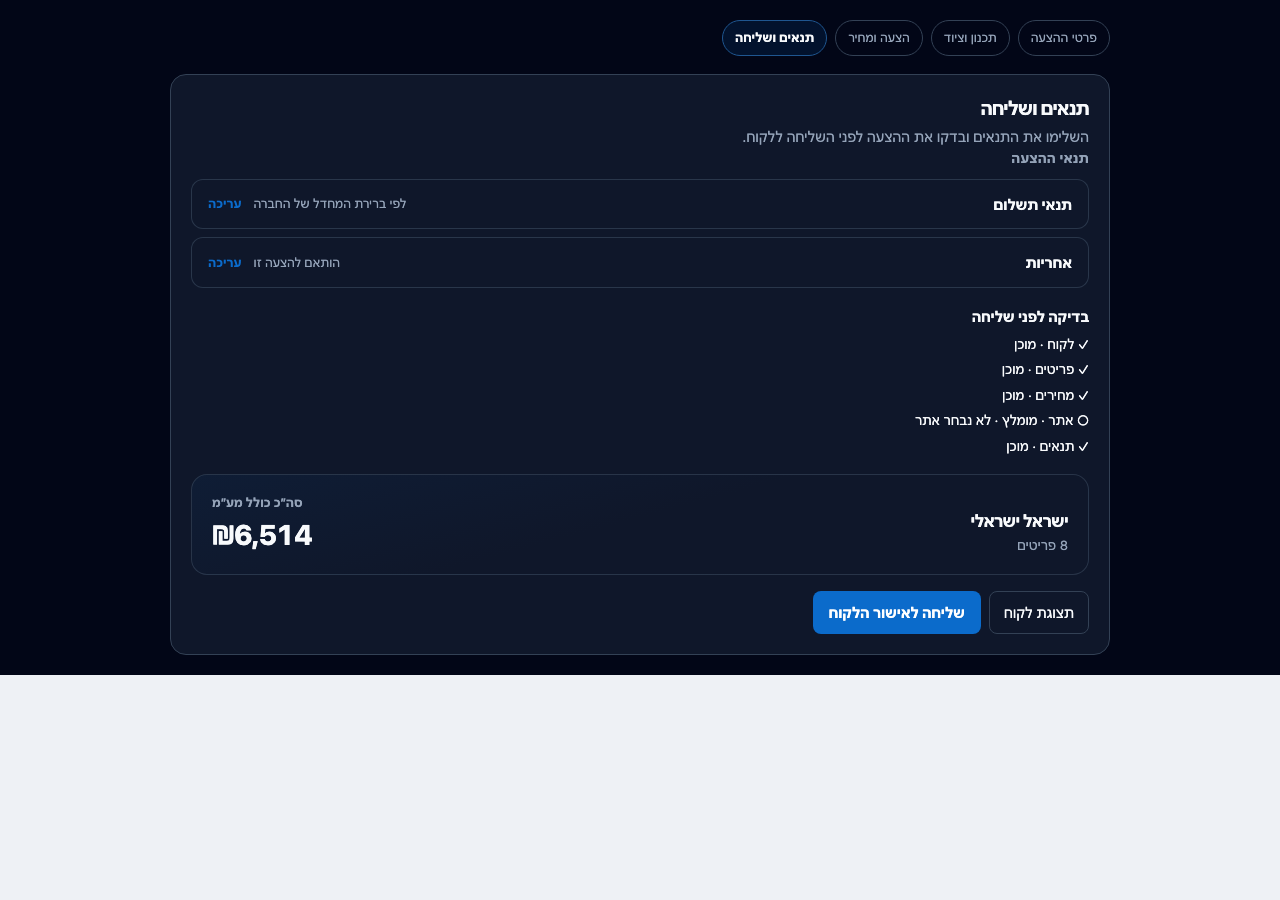 פרטי ההצעה
תכנון וציוד
הצעה ומחיר
תנאים ושליחה
תנאים ושליחה
השלימו את התנאים ובדקו את ההצעה לפני השליחה ללקוח.
תנאי ההצעה
תנאי תשלום
לפי ברירת המחדל של החברה
עריכה
אחריות
הותאם להצעה זו
עריכה
בדיקה לפני שליחה
✓ לקוח · מוכן
✓ פריטים · מוכן
✓ מחירים · מוכן
○ אתר · מומלץ · לא נבחר אתר
✓ תנאים · מוכן
ישראל ישראלי
8 פריטים
סה״כ כולל מע״מ
₪6,514
תצוגת לקוח
שליחה לאישור הלקוח